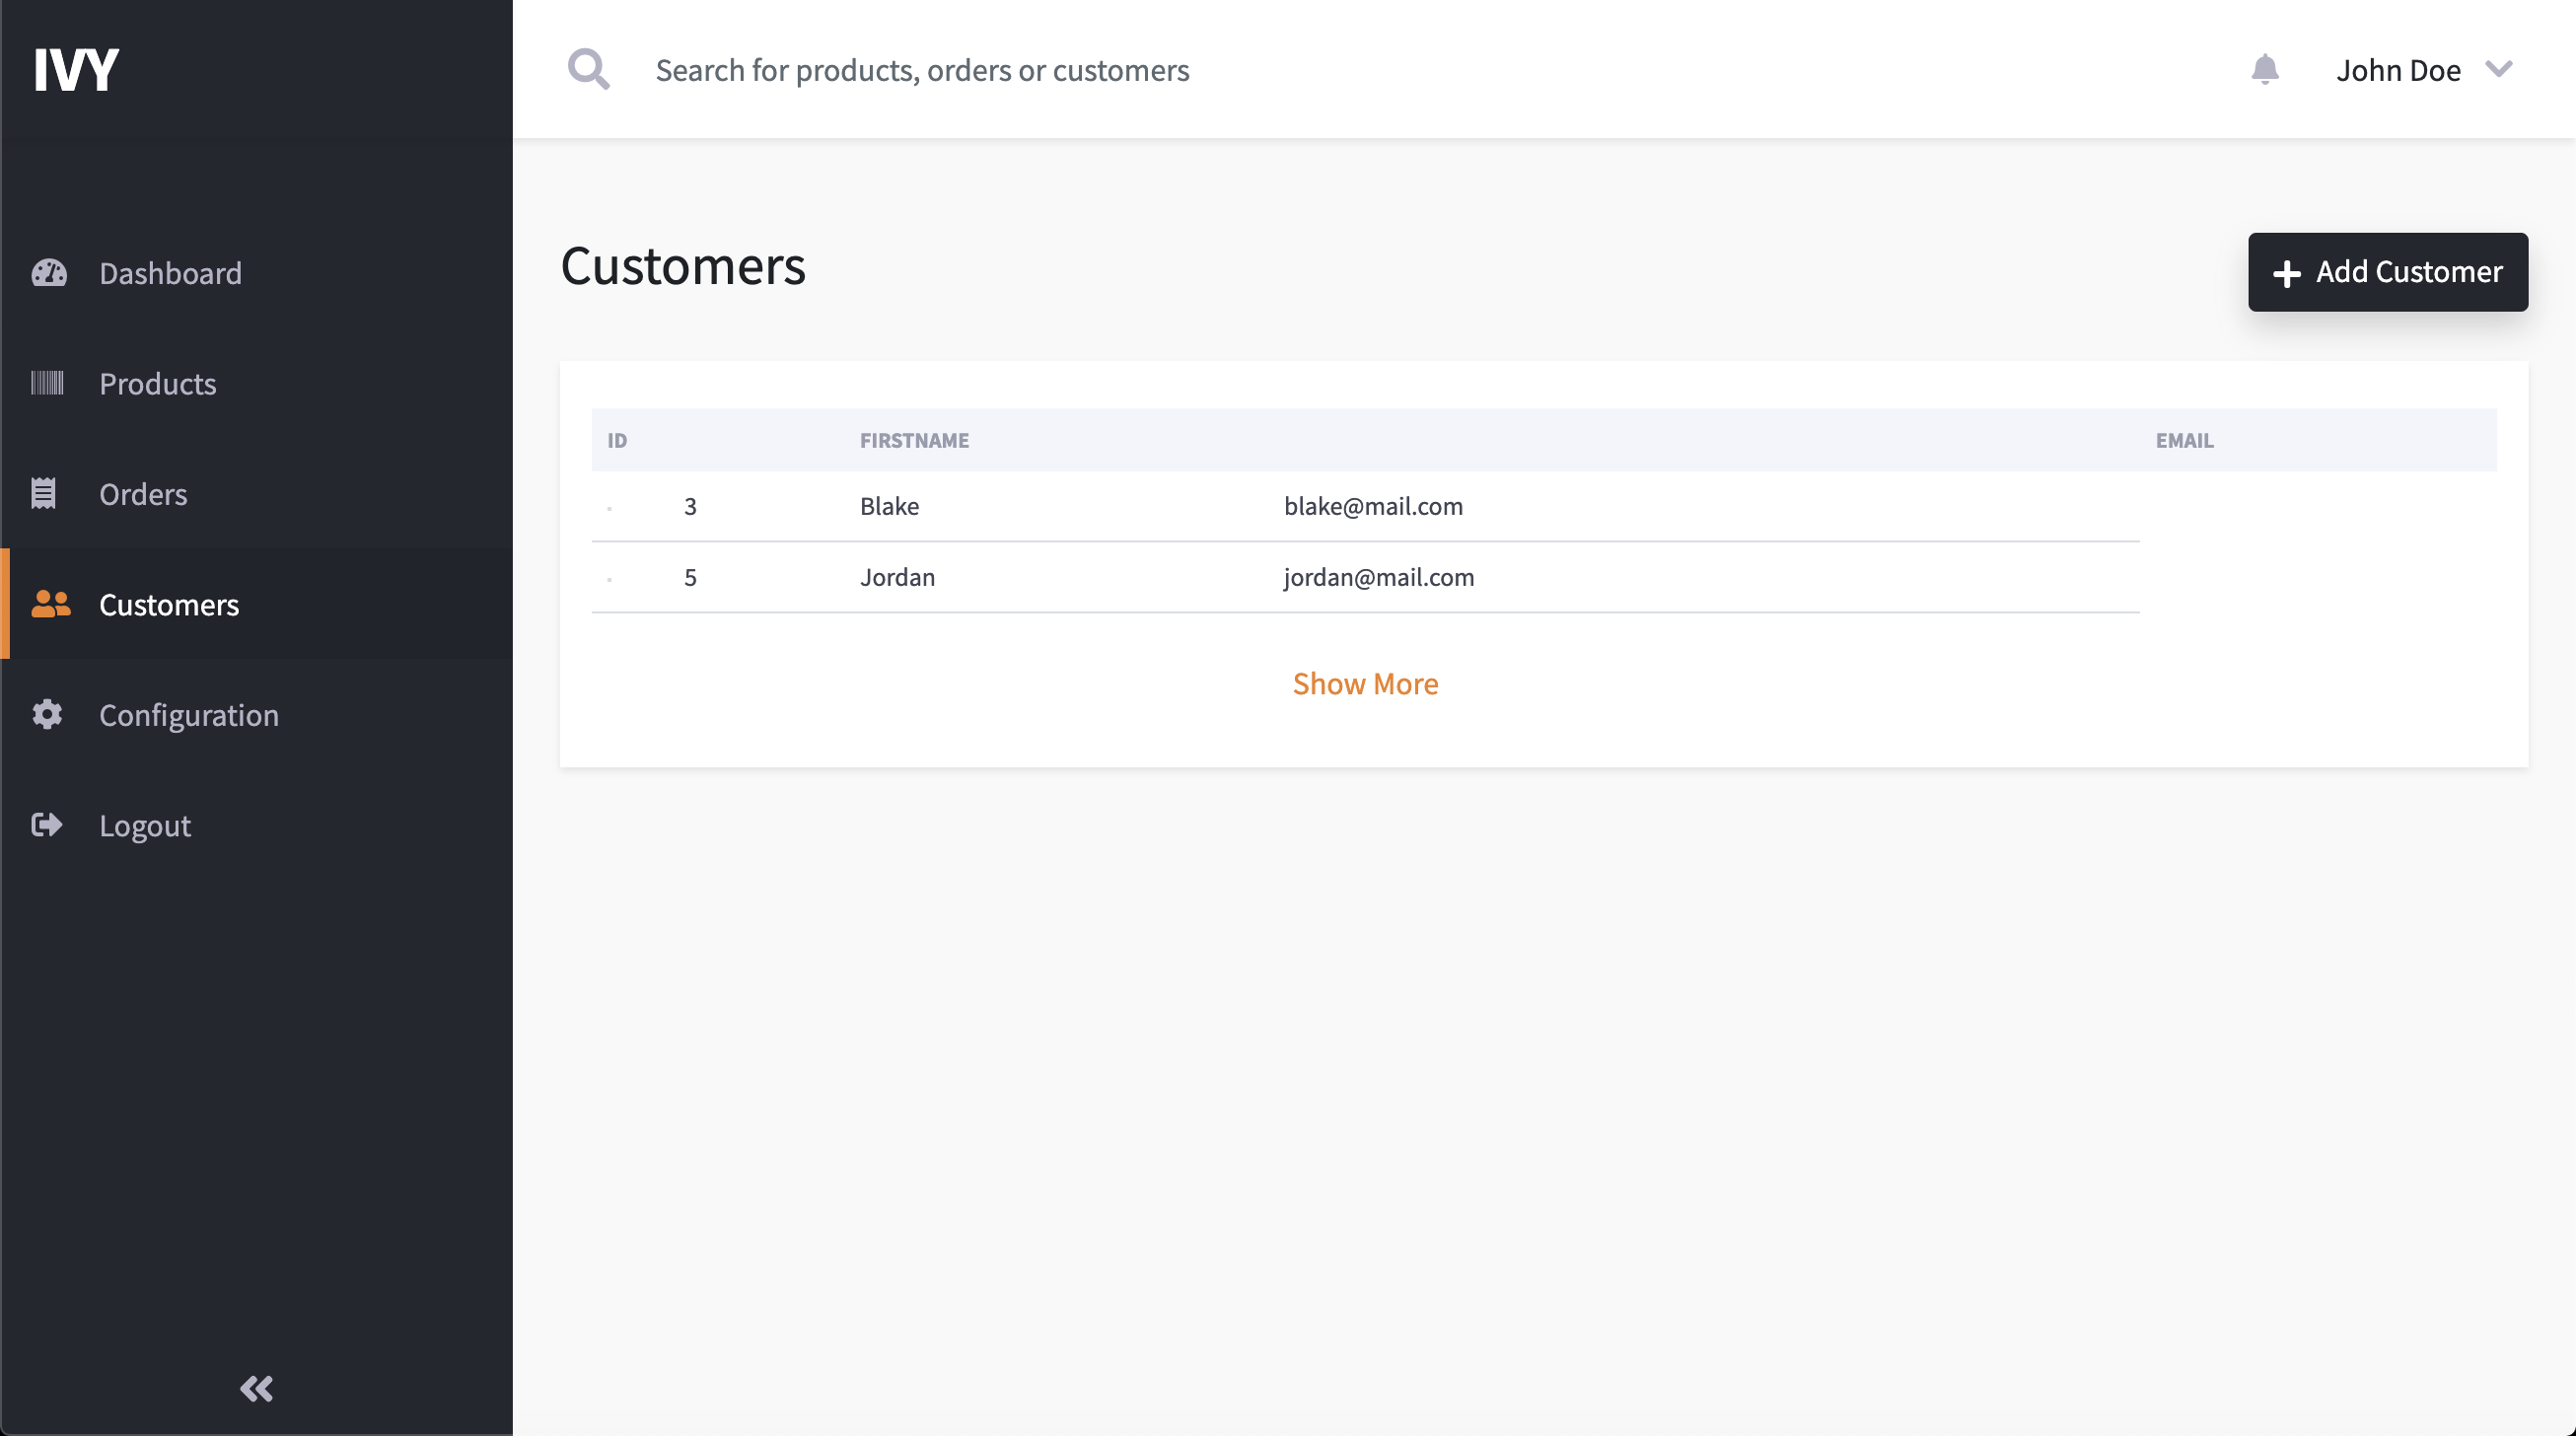 IVY
Search for products, orders or customers
John Doe
Dashboard
Products
Orders
Customers
Configuration
Logout
Customers
Add Customer
ID FIRSTNAME EMAIL
3 Blake blake@mail.com
5 Jordan jordan@mail.com
Show More